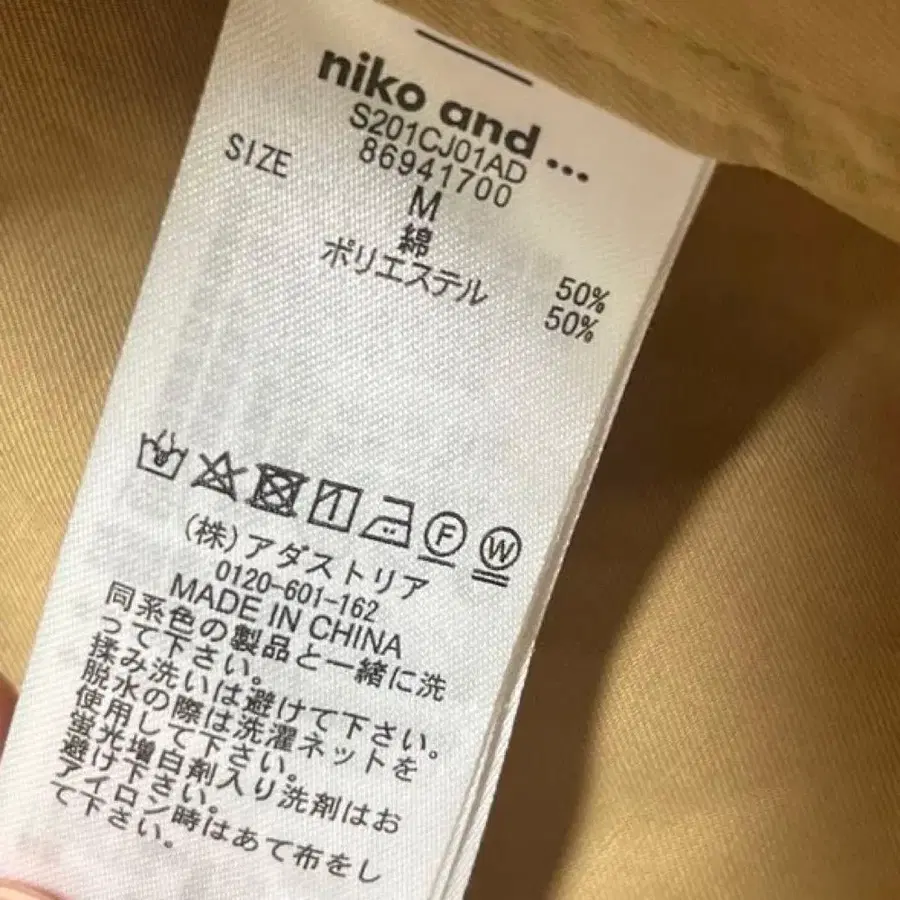 niko and ...
S201CJ01AD
86941700
SIZE M
綿 50%
ポリエステル 50%
F W
(株)アダストリア
0120-601-162
MADE IN CHINA
同系色の製品と一緒に洗
って下さい。
揉み洗いは避けて下さい。
脱水の際は洗濯ネットを
使用して下さい。
蛍光増白剤入り洗剤はお
避け下さい。
アイロン時はあて布をし
て下さい。